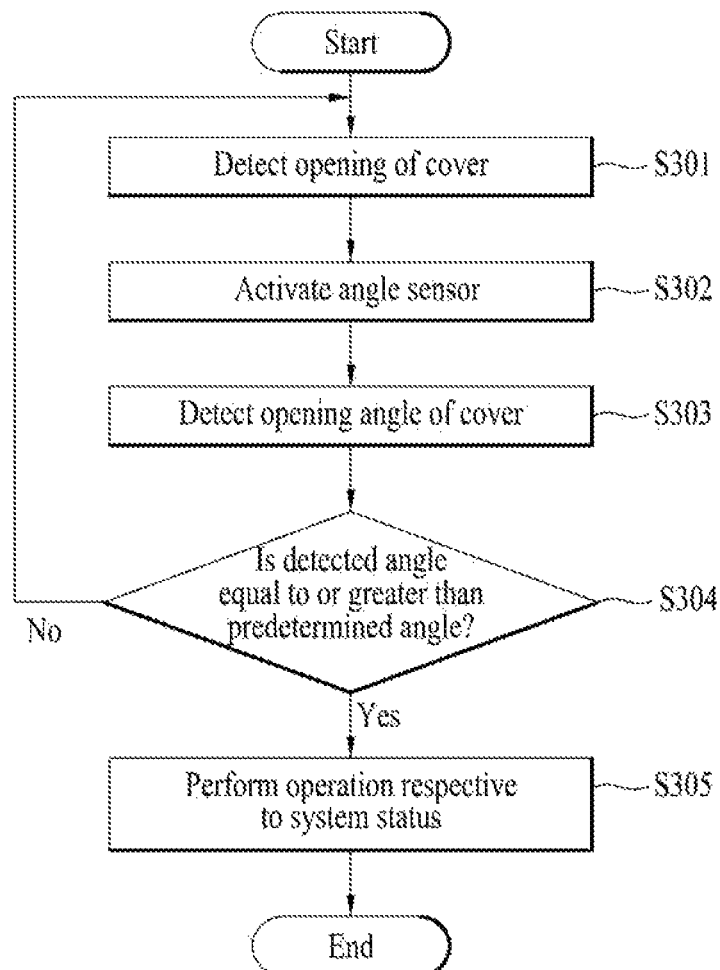 Start
Detect opening of cover
S301
Activate angle sensor
S302
Detect opening angle of cover
S303
Is detected angle
equal to or greater than
predetermined angle?
S304
No
Yes
Perform operation respective
to system status
S305
End